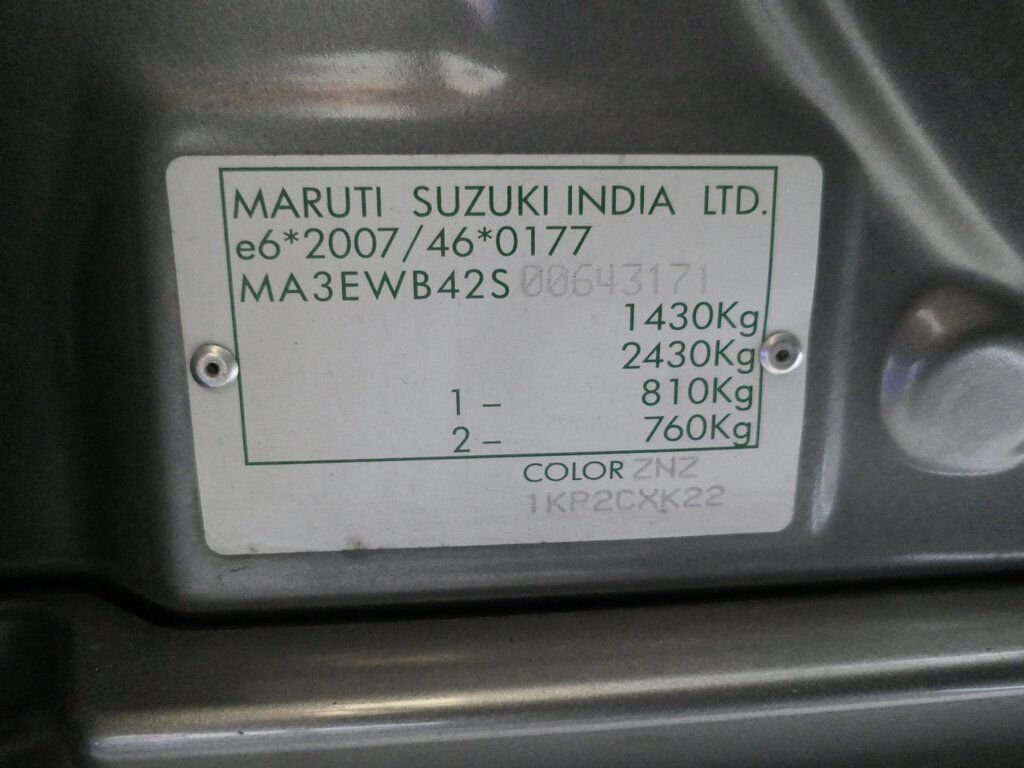 MARUTI SUZUKI INDIA LTD.
e6*2007/46*0177
MA3EWB42S00643171
1430Kg
2430Kg
1 – 810Kg
2 – 760Kg
COLOR ZNZ
1KP2CXK22